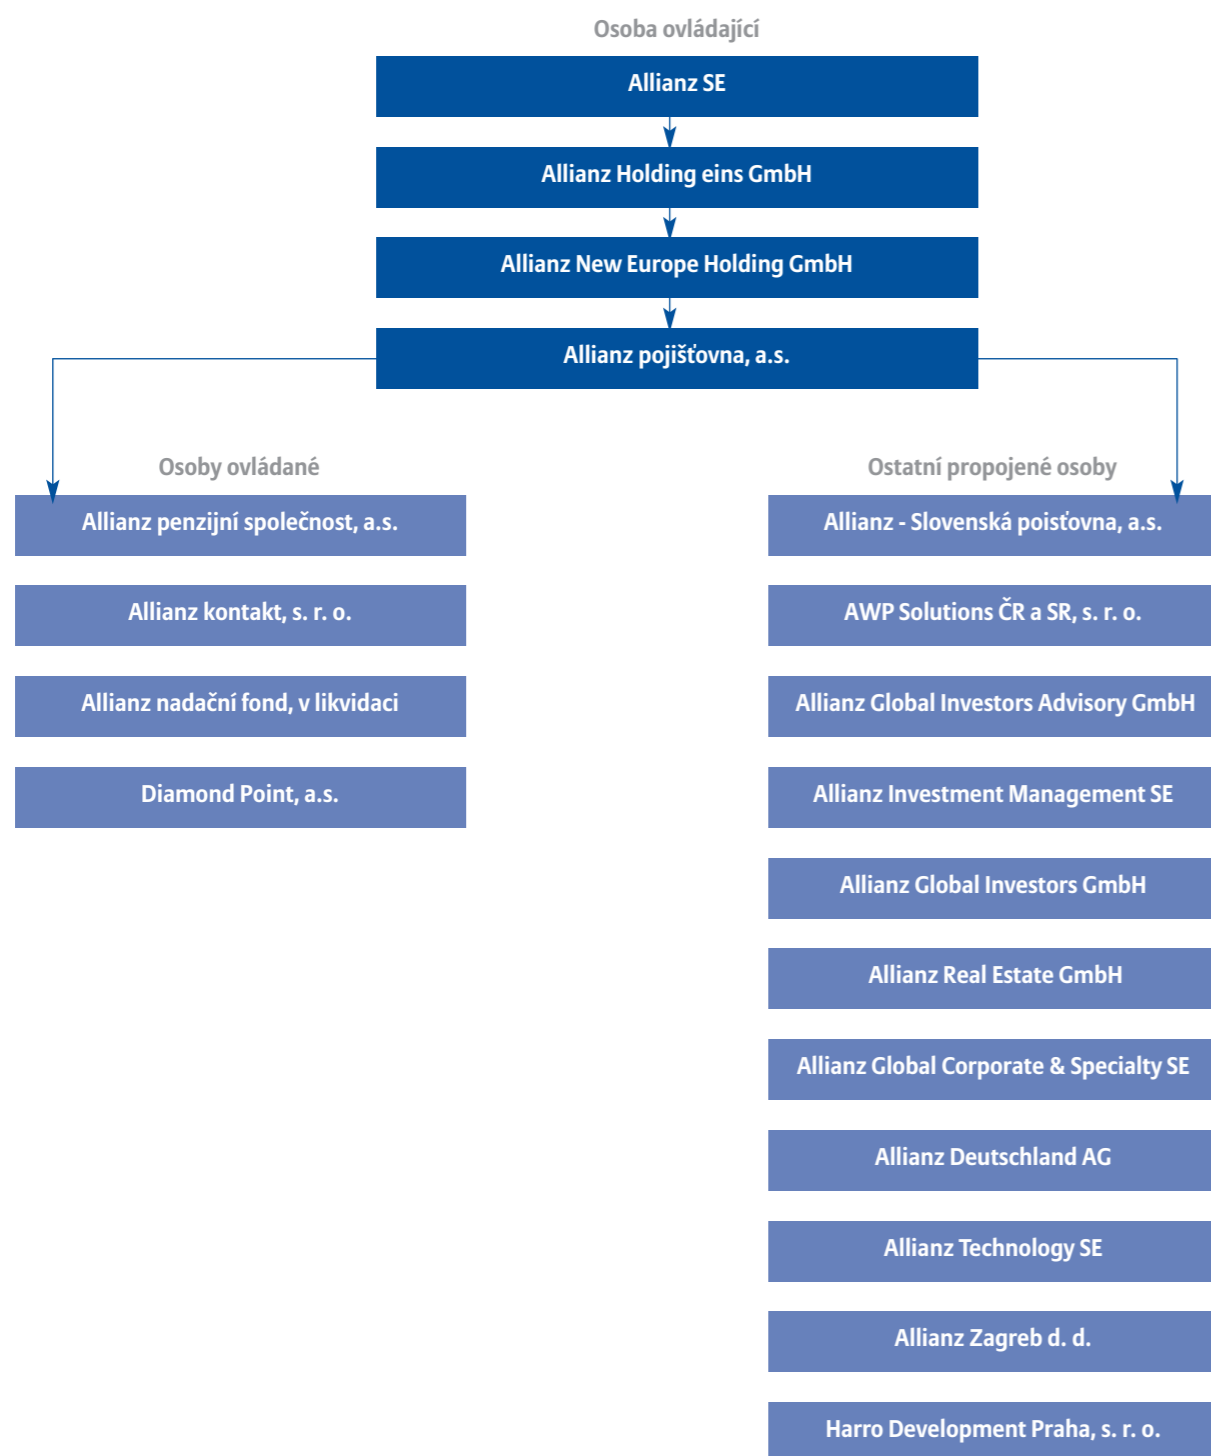 Osoba ovládající
Allianz SE
Allianz Holding eins GmbH
Allianz New Europe Holding GmbH
Allianz pojišťovna, a.s.
Osoby ovládané
Allianz penzijní společnost, a.s.
Allianz kontakt, s. r. o.
Allianz nadační fond, v likvidaci
Diamond Point, a.s.
Ostatní propojené osoby
Allianz - Slovenská poisťovna, a.s.
AWP Solutions ČR a SR, s. r. o.
Allianz Global Investors Advisory GmbH
Allianz Investment Management SE
Allianz Global Investors GmbH
Allianz Real Estate GmbH
Allianz Global Corporate & Specialty SE
Allianz Deutschland AG
Allianz Technology SE
Allianz Zagreb d. d.
Harro Development Praha, s. r. o.